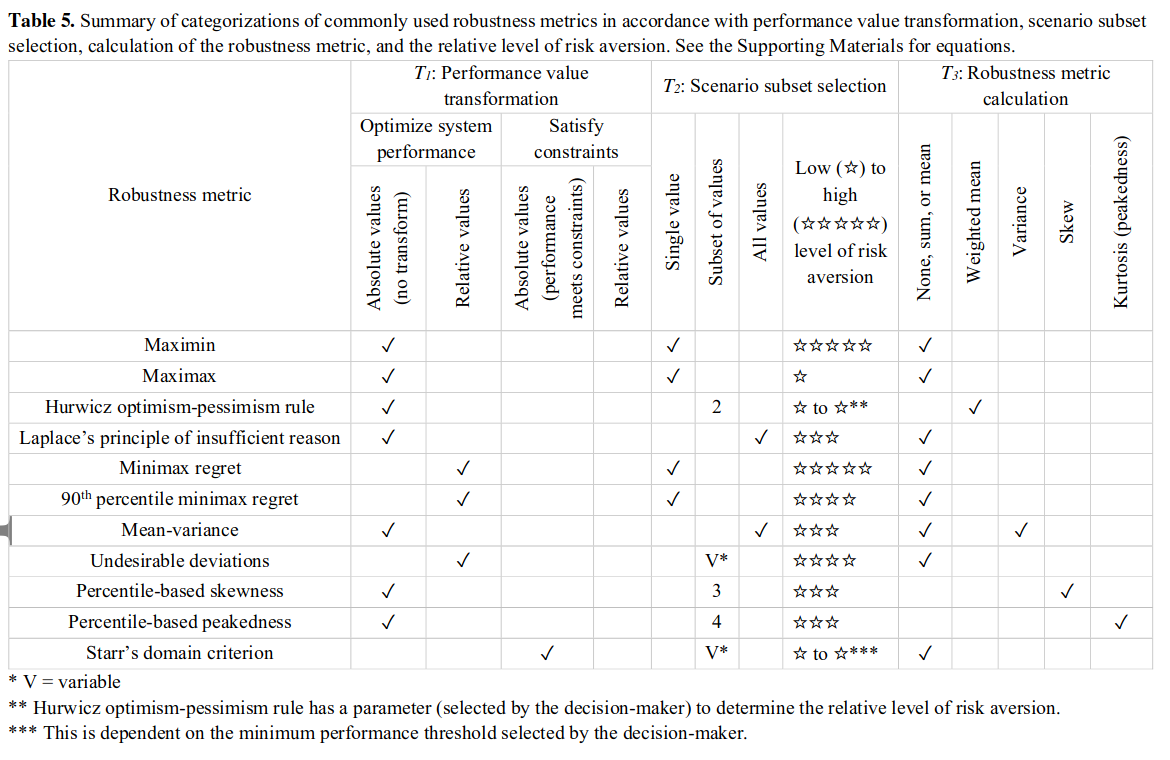 Table 5. Summary of categorizations of commonly used robustness metrics in accordance with performance value transformation, scenario subset
selection, calculation of the robustness metric, and the relative level of risk aversion. See the Supporting Materials for equations.
Robustness metric
T₁: Performance value
transformation
T₂: Scenario subset selection
T₃: Robustness metric
calculation
Optimize system
performance
Satisfy
constraints
Absolute values
(no transform)
Relative values
Absolute values
(performance
meets constraints)
Relative values
Single value
Subset of values
All values
Low (☆) to
high
(☆☆☆☆☆)
level of risk
aversion
None, sum, or mean
Weighted mean
Variance
Skew
Kurtosis (peakedness)
Maximin ✓ ✓ ☆☆☆☆☆ ✓
Maximax ✓ ✓ ☆ ✓
Hurwicz optimism-pessimism rule ✓ 2 ☆ to ☆** ✓
Laplace’s principle of insufficient reason ✓ ✓ ☆☆☆ ✓
Minimax regret ✓ ✓ ☆☆☆☆☆ ✓
90th percentile minimax regret ✓ ✓ ☆☆☆☆ ✓
Mean-variance ✓ ✓ ☆☆☆ ✓ ✓
Undesirable deviations ✓ V* ☆☆☆☆ ✓
Percentile-based skewness ✓ 3 ☆☆☆ ✓
Percentile-based peakedness ✓ 4 ☆☆☆ ✓
Starr’s domain criterion ✓ V* ☆ to ☆*** ✓
* V = variable
** Hurwicz optimism-pessimism rule has a parameter (selected by the decision-maker) to determine the relative level of risk aversion.
*** This is dependent on the minimum performance threshold selected by the decision-maker.